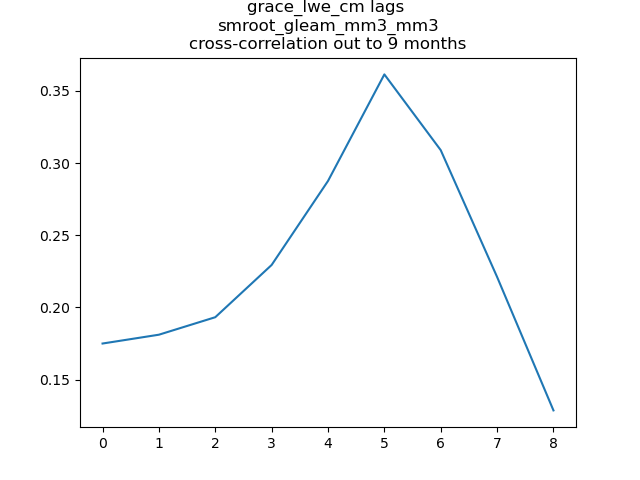 grace_lwe_cm lags
smroot_gleam_mm3_mm3
cross-correlation out to 9 months
0.35
0.30
0.25
0.20
0.15
0 1 2 3 4 5 6 7 8